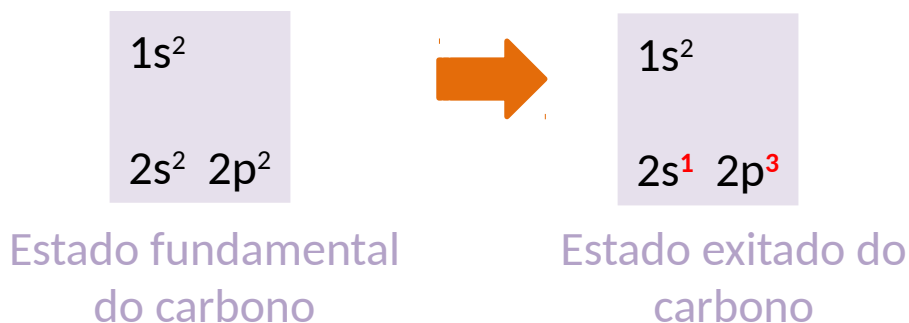 1s² 1s²
2s² 2p² 2s¹ 2p³
Estado fundamental
do carbono
Estado exitado do
carbono